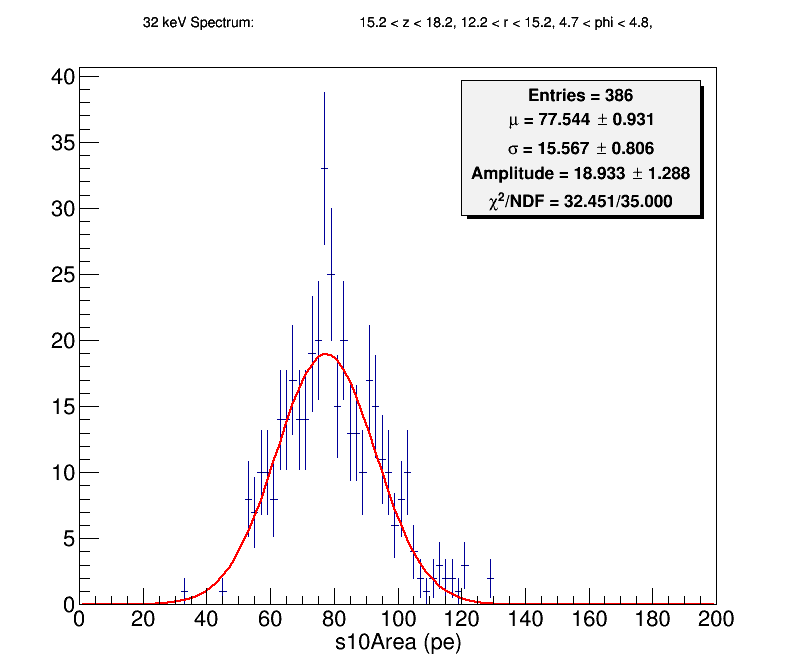 32 keV Spectrum: 15.2 < z < 18.2, 12.2 < r < 15.2, 4.7 < phi < 4.8,
Entries = 386
μ = 77.544 ± 0.931
σ = 15.567 ± 0.806
Amplitude = 18.933 ± 1.288
χ²/NDF = 32.451/35.000
40
35
30
25
20
15
10
5
0
0 20 40 60 80 100 120 140 160 180 200
s10Area (pe)